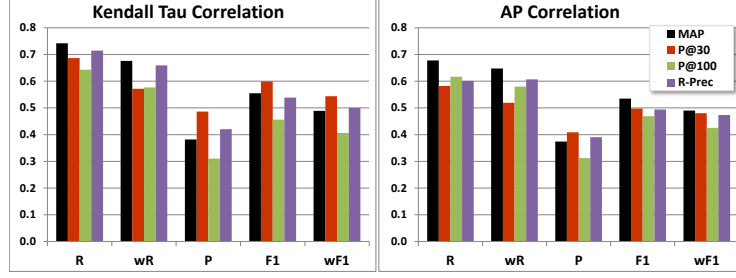 Kendall Tau Correlation
0.8
0.7
0.6
0.5
0.4
0.3
0.2
0.1
0.0
R wR P F1 wF1
AP Correlation
0.8
0.7
0.6
0.5
0.4
0.3
0.2
0.1
0.0
MAP
P@30
P@100
R-Prec
R wR P F1 wF1